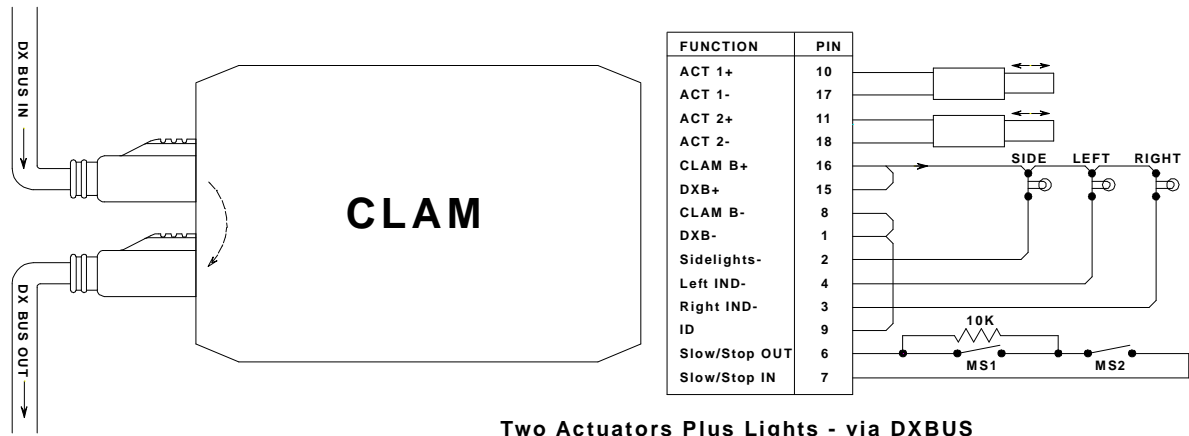 DX BUS IN
DX BUS OUT
CLAM
FUNCTION PIN
ACT 1+ 10
ACT 1- 17
ACT 2+ 11
ACT 2- 18
CLAM B+ 16
DXB+ 15
CLAM B- 8
DXB- 1
Sidelights- 2
Left IND- 4
Right IND- 3
ID 9
Slow/Stop OUT 6
Slow/Stop IN 7
SIDE LEFT RIGHT
10K
MS1 MS2
Two Actuators Plus Lights - via DXBUS